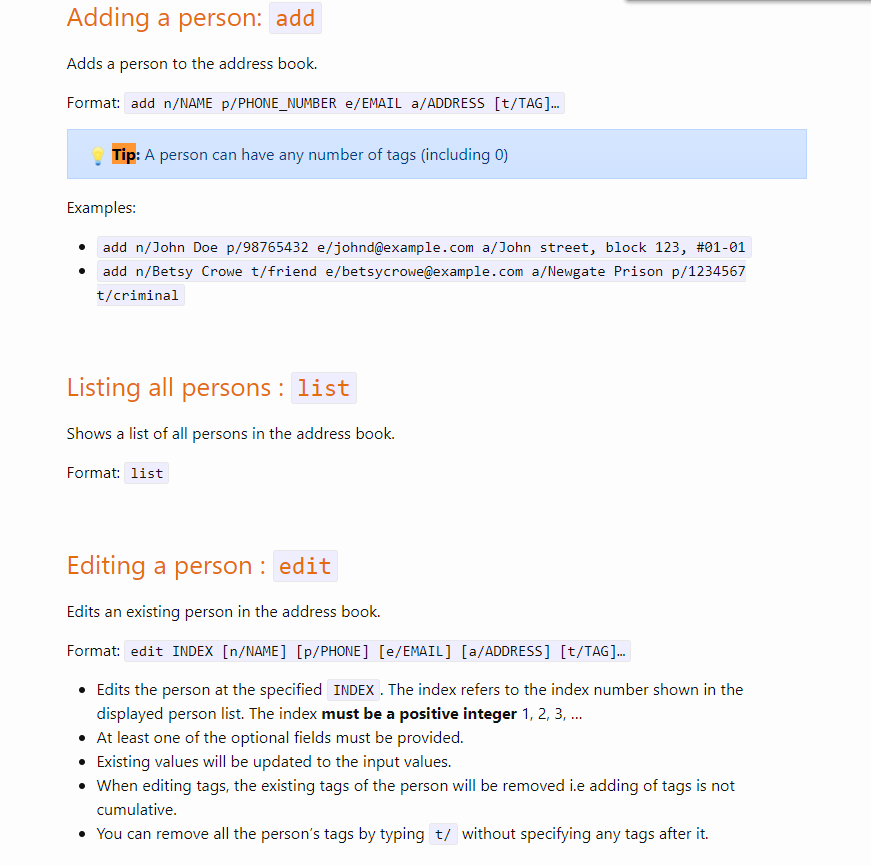 Adding a person: add
Adds a person to the address book.
Format: add n/NAME p/PHONE_NUMBER e/EMAIL a/ADDRESS [t/TAG]…
Tip: A person can have any number of tags (including 0)
Examples:
add n/John Doe p/98765432 e/johnd@example.com a/John street, block 123, #01-01
add n/Betsy Crowe t/friend e/betsycrowe@example.com a/Newgate Prison p/1234567
t/criminal
Listing all persons : list
Shows a list of all persons in the address book.
Format: list
Editing a person : edit
Edits an existing person in the address book.
Format: edit INDEX [n/NAME] [p/PHONE] [e/EMAIL] [a/ADDRESS] [t/TAG]…
Edits the person at the specified INDEX. The index refers to the index number shown in the
displayed person list. The index must be a positive integer 1, 2, 3, …
At least one of the optional fields must be provided.
Existing values will be updated to the input values.
When editing tags, the existing tags of the person will be removed i.e adding of tags is not
cumulative.
You can remove all the person’s tags by typing t/ without specifying any tags after it.